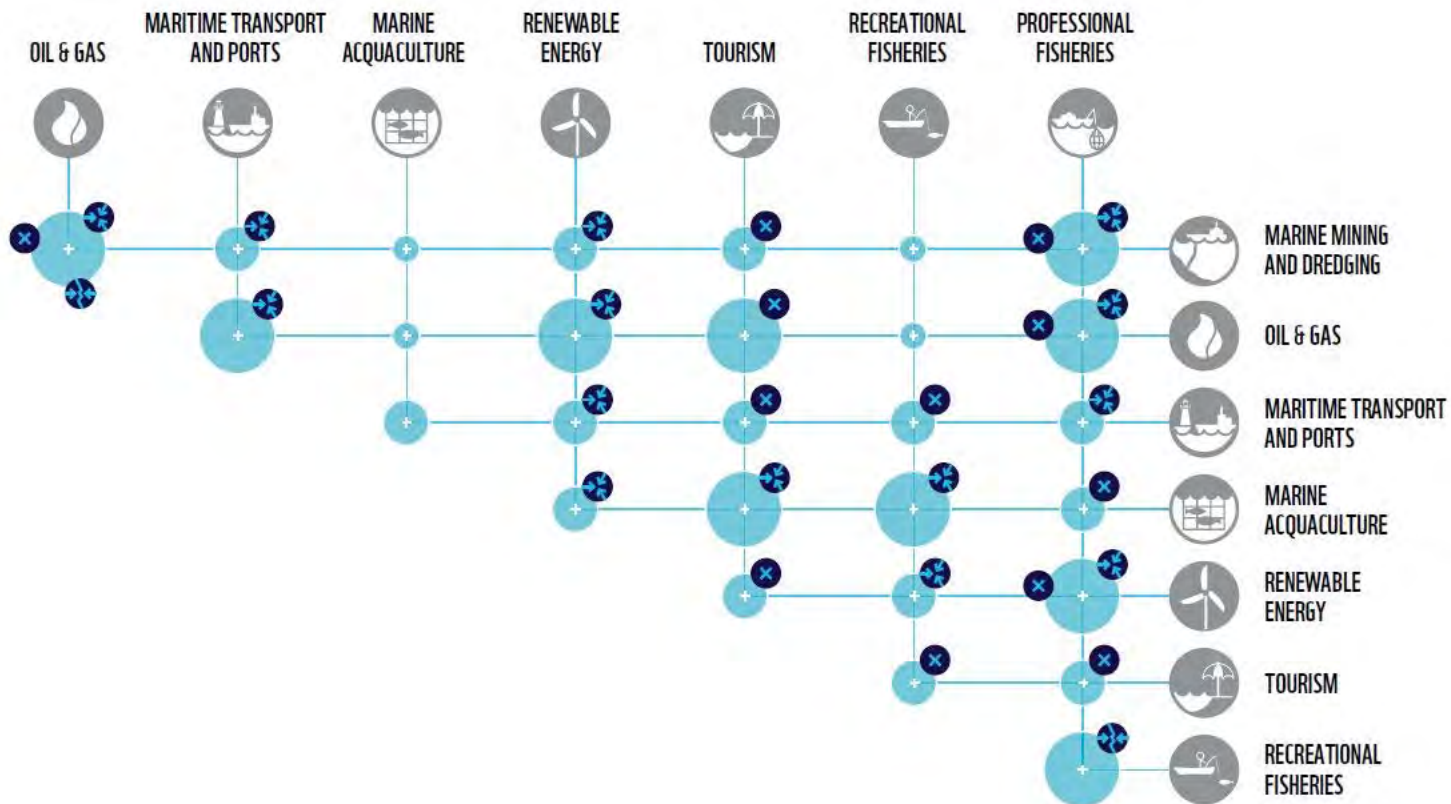 OIL & GAS
MARITIME TRANSPORT
AND PORTS
MARINE
ACQUACULTURE
RENEWABLE
ENERGY
TOURISM
RECREATIONAL
FISHERIES
PROFESSIONAL
FISHERIES
MARINE MINING
AND DREDGING
OIL & GAS
MARITIME TRANSPORT
AND PORTS
MARINE
ACQUACULTURE
RENEWABLE
ENERGY
TOURISM
RECREATIONAL
FISHERIES